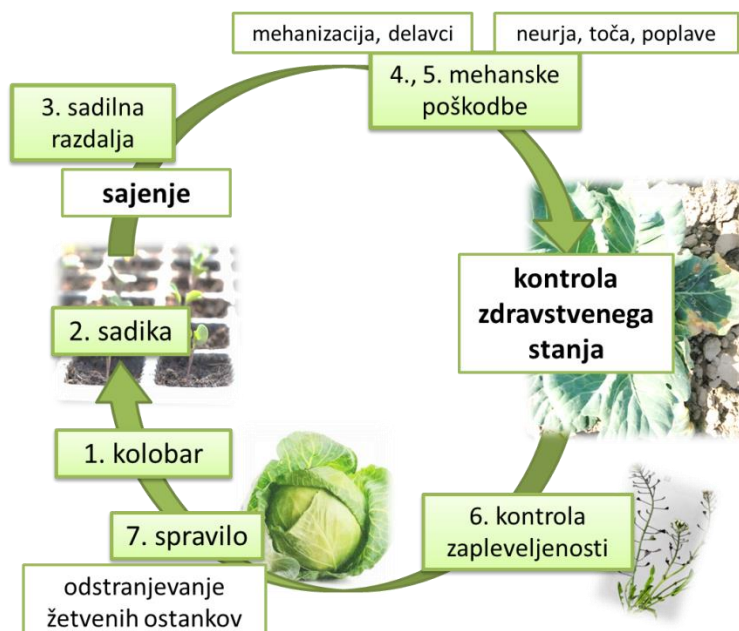 mehanizacija, delavci
neurja, toča, poplave
4., 5. mehanske
poškodbe
3. sadilna
razdalja
sajenje
kontrola
zdravstvenega
stanja
2. sadika
1. kolobar
7. spravilo
odstranjevanje
žetvenih ostankov
6. kontrola
zapleveljenosti